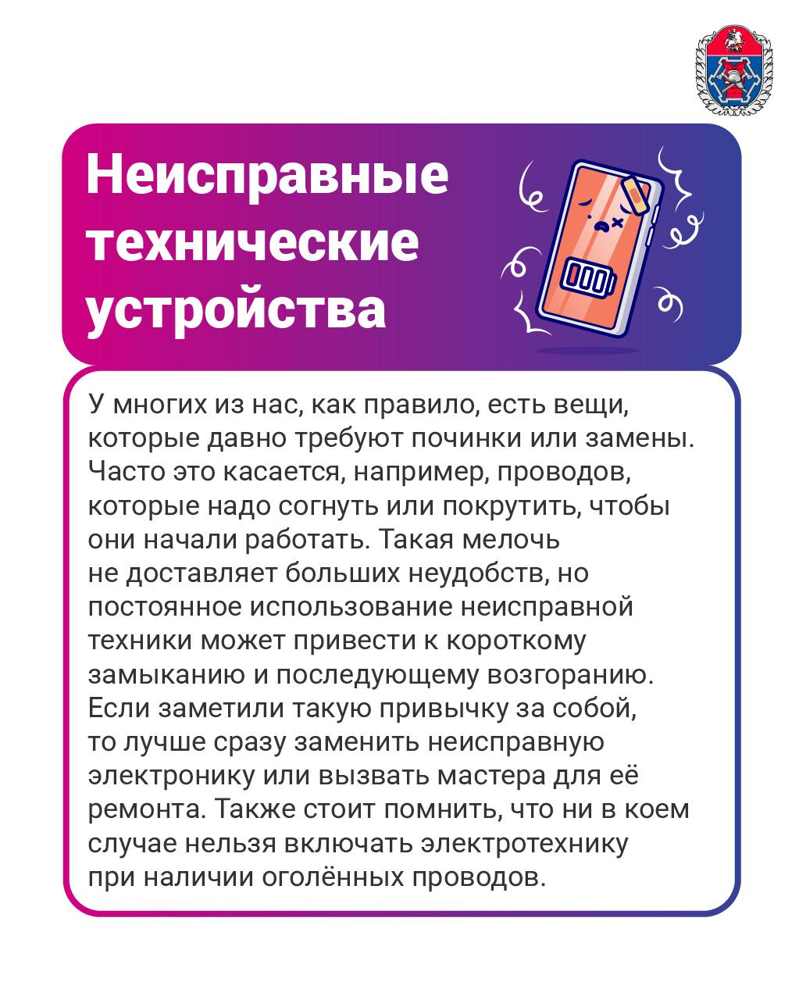 Неисправные
технические
устройства
У многих из нас, как правило, есть вещи,
которые давно требуют починки или замены.
Часто это касается, например, проводов,
которые надо согнуть или покрутить, чтобы
они начали работать. Такая мелочь
не доставляет больших неудобств, но
постоянное использование неисправной
техники может привести к короткому
замыканию и последующему возгоранию.
Если заметили такую привычку за собой,
то лучше сразу заменить неисправную
электронику или вызвать мастера для её
ремонта. Также стоит помнить, что ни в коем
случае нельзя включать электротехнику
при наличии оголённых проводов.